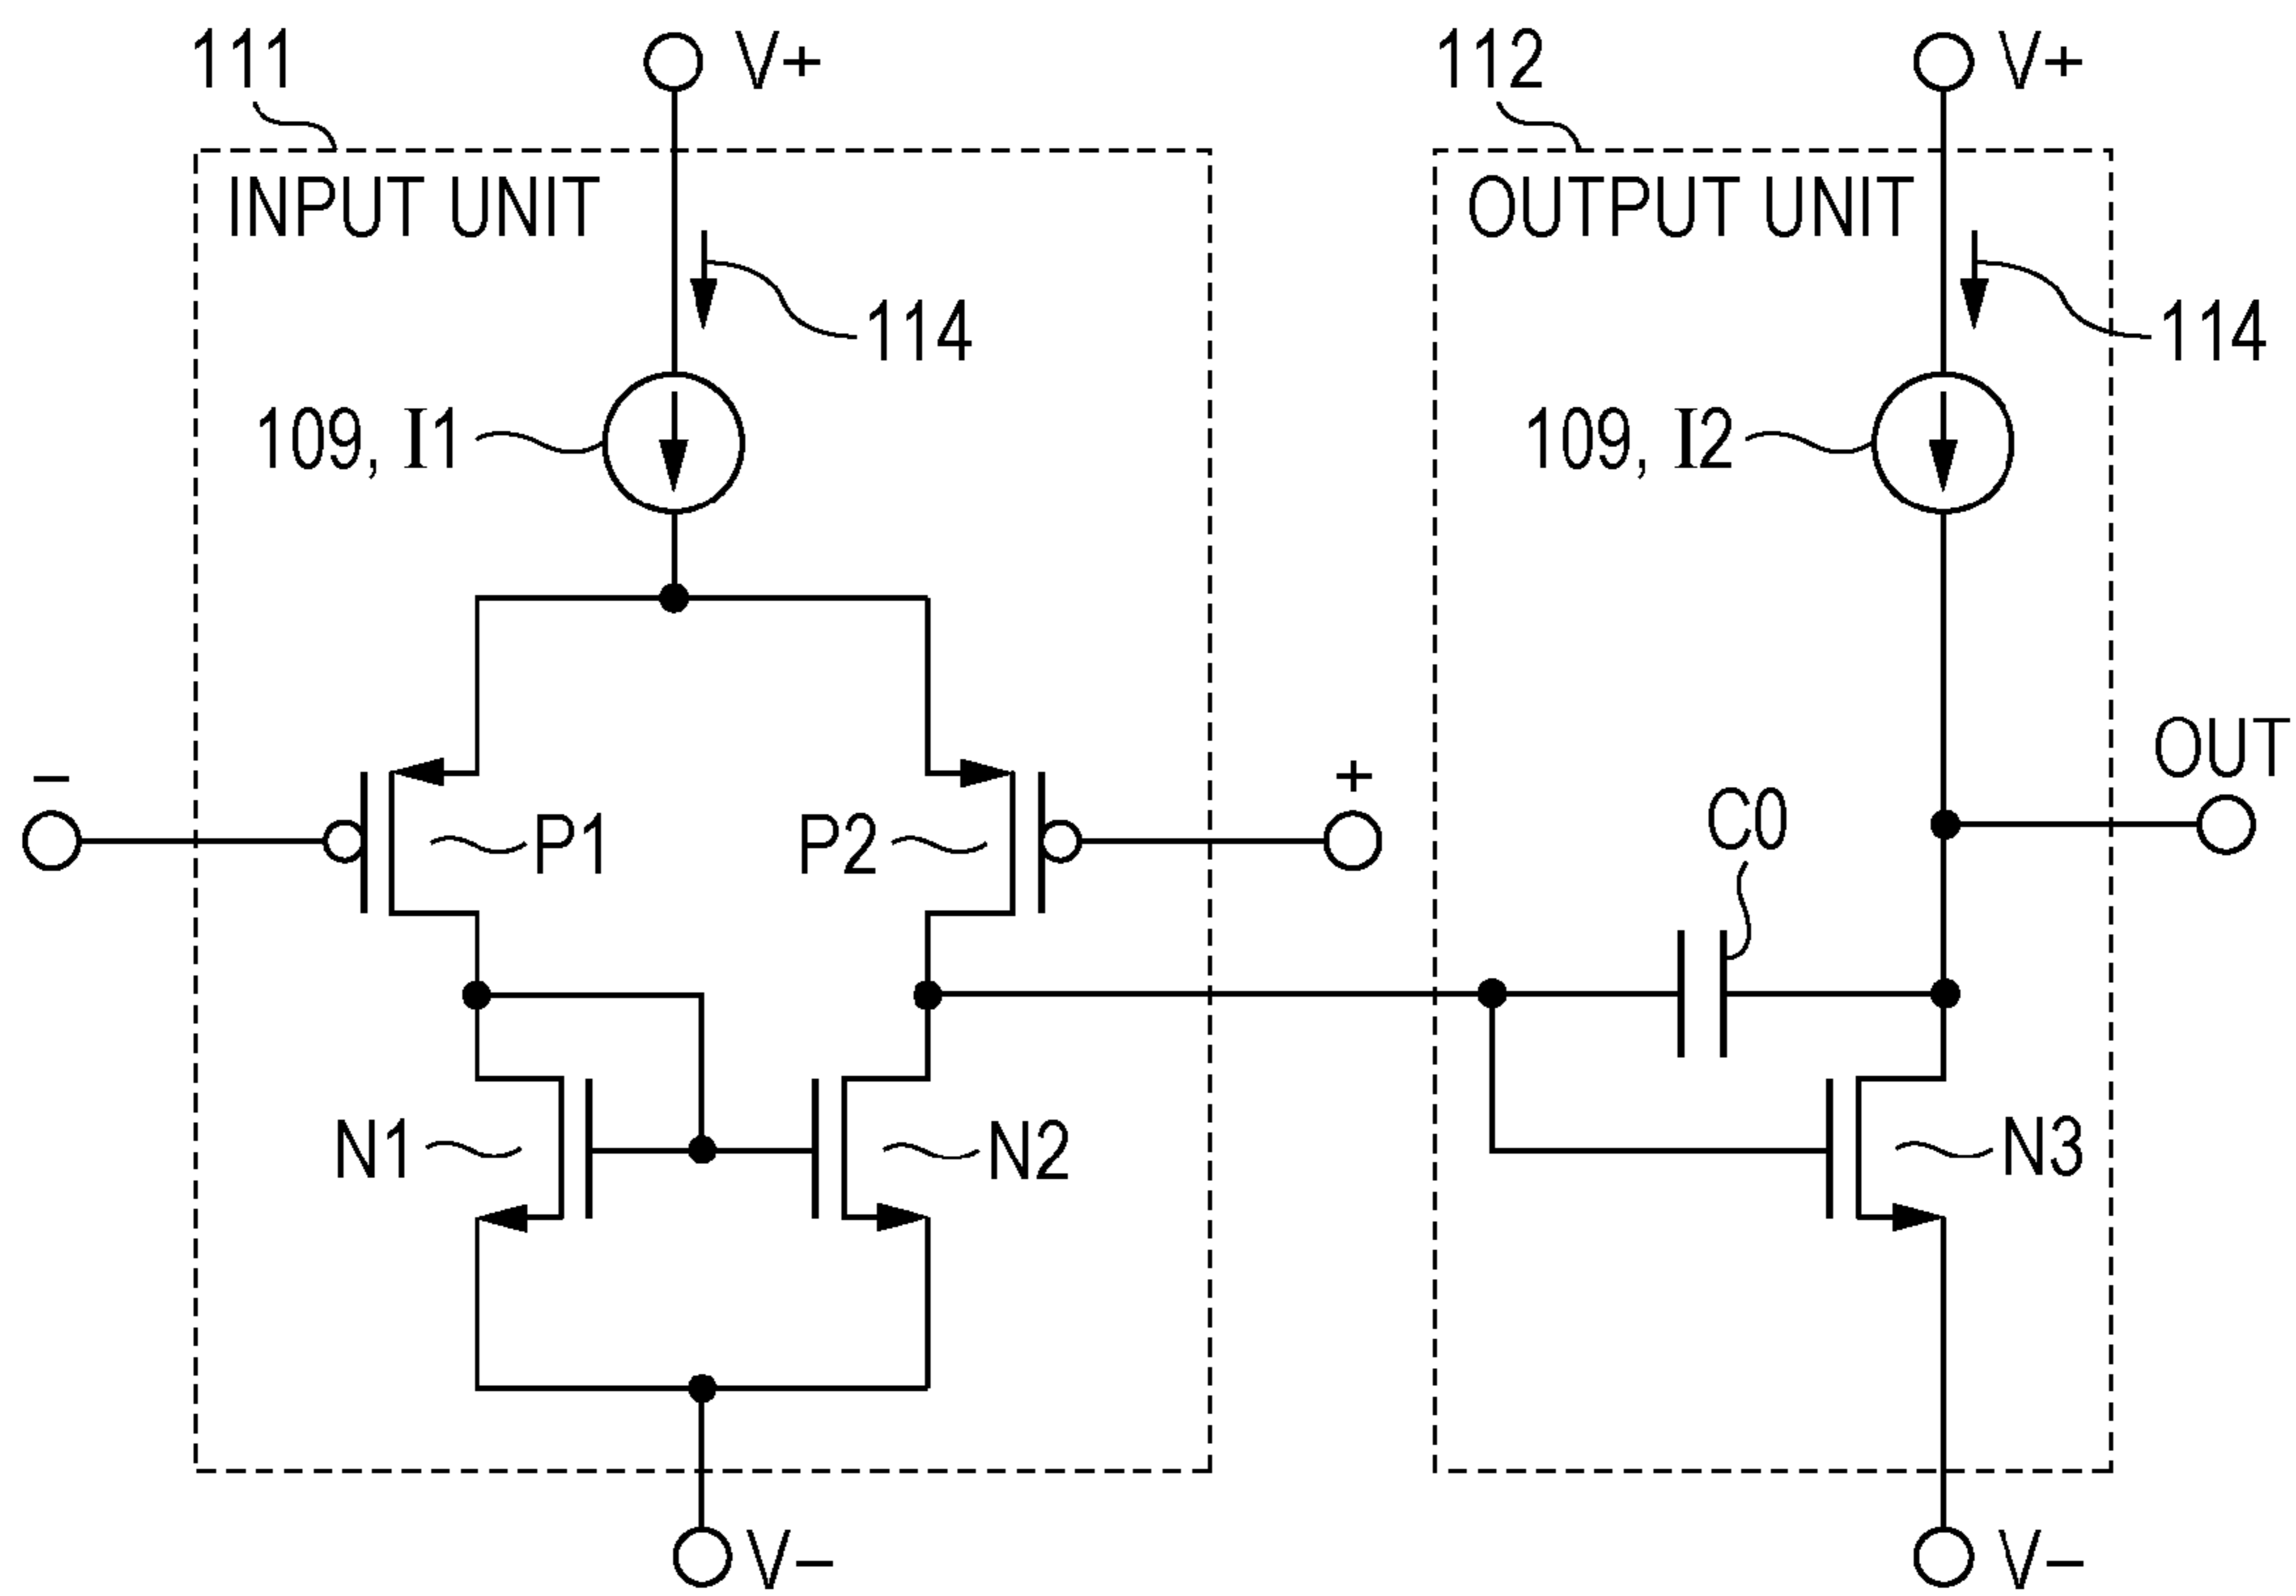 111
V+
112
V+
INPUT UNIT
OUTPUT UNIT
114
114
109, I1
109, I2
OUT
−
+
P1
P2
C0
N1
N2
N3
V−
V−